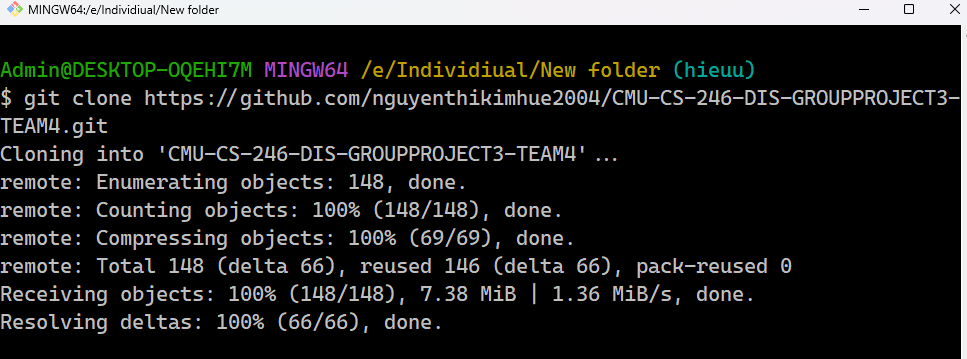 MINGW64:/e/Individiual/New folder
Admin@DESKTOP-OQEHI7M MINGW64 /e/Individiual/New folder (hieuu)
$ git clone https://github.com/nguyenthikimhue2004/CMU-CS-246-DIS-GROUPPROJECT3-
TEAM4.git
Cloning into 'CMU-CS-246-DIS-GROUPPROJECT3-TEAM4'...
remote: Enumerating objects: 148, done.
remote: Counting objects: 100% (148/148), done.
remote: Compressing objects: 100% (69/69), done.
remote: Total 148 (delta 66), reused 146 (delta 66), pack-reused 0
Receiving objects: 100% (148/148), 7.38 MiB | 1.36 MiB/s, done.
Resolving deltas: 100% (66/66), done.